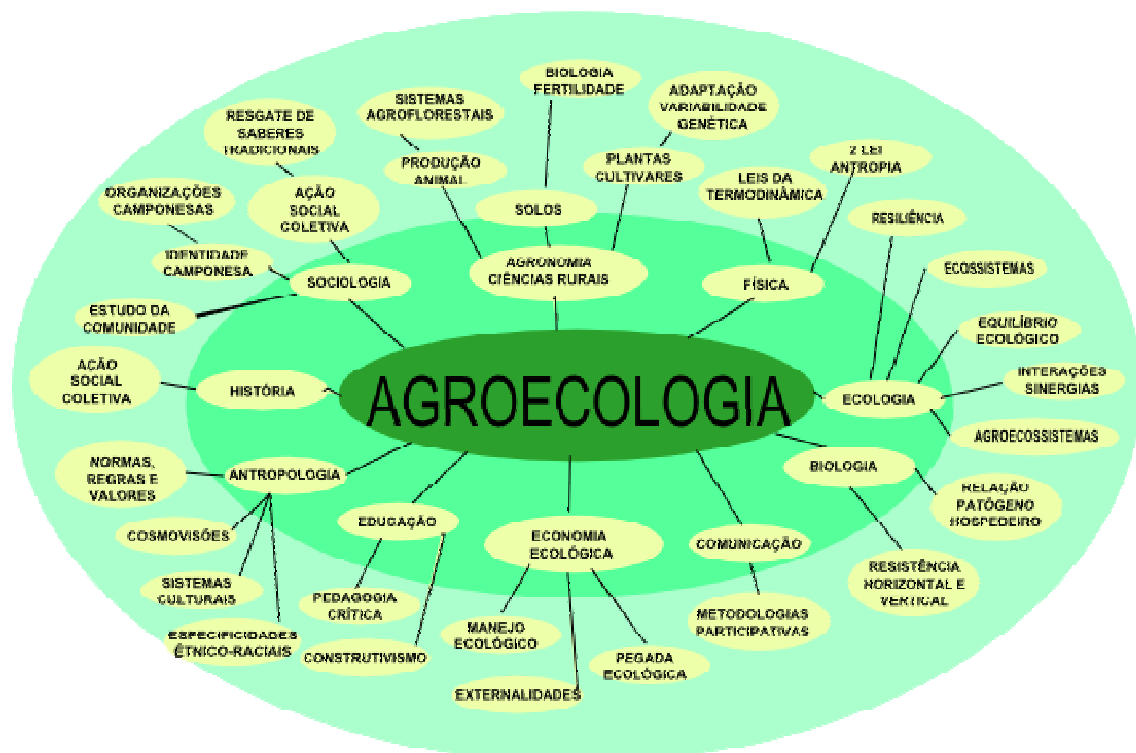 BIOLOGIA
FERTILIDADE
ADAPTAÇÃO
VARIABILIDADE
GENÉTICA
SISTEMAS
AGROFLORESTAIS
RESGATE DE
SABERES
TRADICIONAIS
PRODUÇÃO
ANIMAL
PLANTAS
CULTIVARES
2 LEI
ANTROPIA
LEIS DA
TERMODINÂMICA
ORGANIZAÇÕES
CAMPONESAS
AÇÃO
SOCIAL
COLETIVA
SOLOS
RESILIÊNCIA
IDENTIDADE
CAMPONESA
SOCIOLOGIA
AGRONOMIA
CIÊNCIAS RURAIS
FÍSICA
ECOSSISTEMAS
ESTUDO DA
COMUNIDADE
EQUILÍBRIO
ECOLÓGICO
AÇÃO
SOCIAL
COLETIVA
HISTÓRIA
AGROECOLOGIA
ECOLOGIA
INTERAÇÕES
SINERGIAS
AGROECOSSISTEMAS
NORMAS,
REGRAS E
VALORES
ANTROPOLOGIA
BIOLOGIA
RELAÇÃO
PATÓGENO
HOSPEDEIRO
COSMOVISÕES
EDUCAÇÃO
ECONOMIA
ECOLÓGICA
COMUNICAÇÃO
RESISTÊNCIA
HORIZONTAL E
VERTICAL
SISTEMAS
CULTURAIS
PEDAGOGIA
CRÍTICA
MANEJO
ECOLÓGICO
METODOLOGIAS
PARTICIPATIVAS
ESPECIFICIDADES
ÉTNICO-RACIAIS
CONSTRUTIVISMO
PEGADA
ECOLÓGICA
EXTERNALIDADES